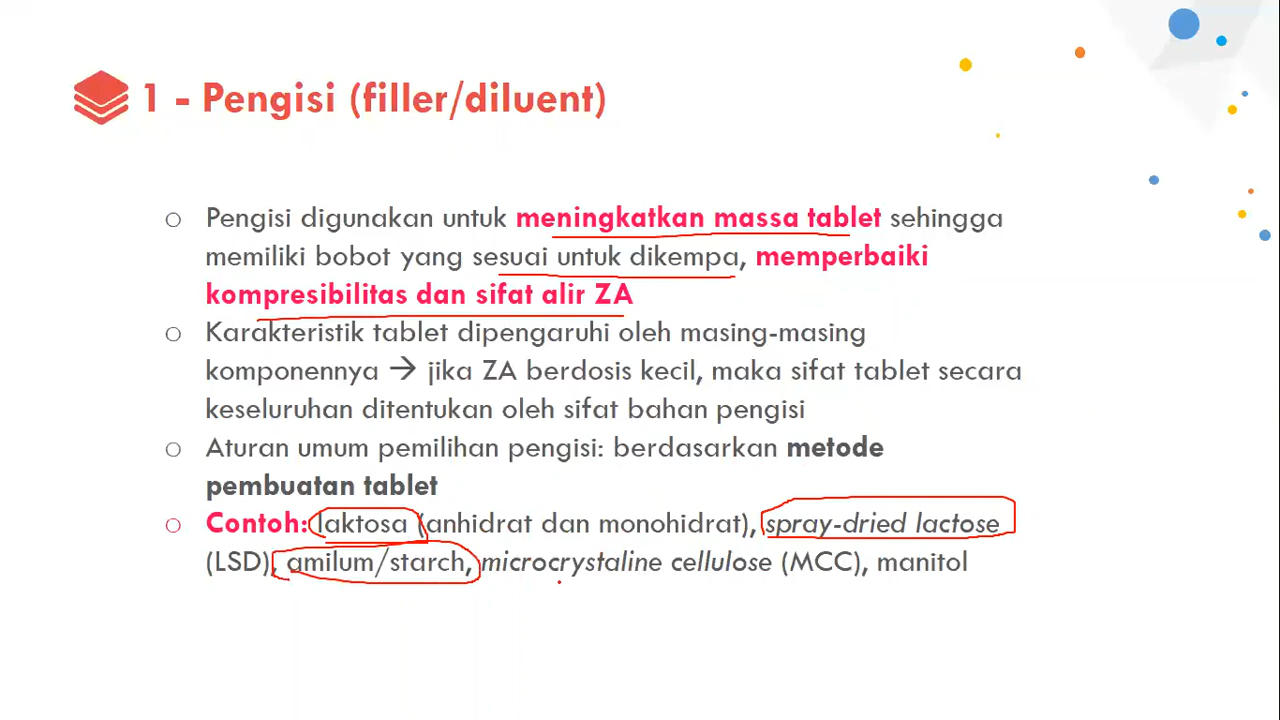 1 - Pengisi (filler/diluent)
○ Pengisi digunakan untuk meningkatkan massa tablet sehingga
memiliki bobot yang sesuai untuk dikempa, memperbaiki
kompresibilitas dan sifat alir ZA
○ Karakteristik tablet dipengaruhi oleh masing-masing
komponennya → jika ZA berdosis kecil, maka sifat tablet secara
keseluruhan ditentukan oleh sifat bahan pengisi
○ Aturan umum pemilihan pengisi: berdasarkan metode
pembuatan tablet
○ Contoh: laktosa (anhidrat dan monohidrat), spray-dried lactose
(LSD), amilum/starch, microcrystaline cellulose (MCC), manitol